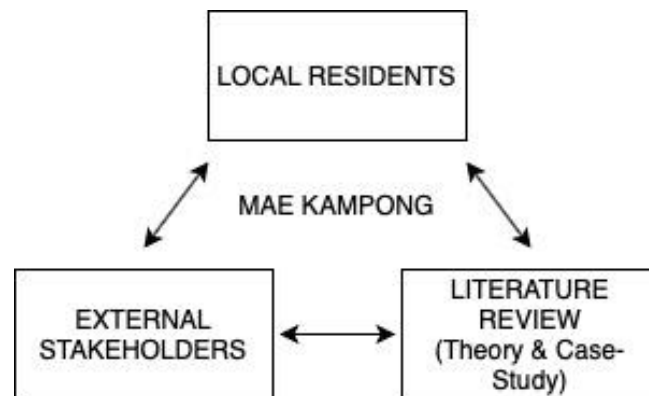 LOCAL RESIDENTS
MAE KAMPONG
EXTERNAL
STAKEHOLDERS
LITERATURE
REVIEW
(Theory & Case-
Study)